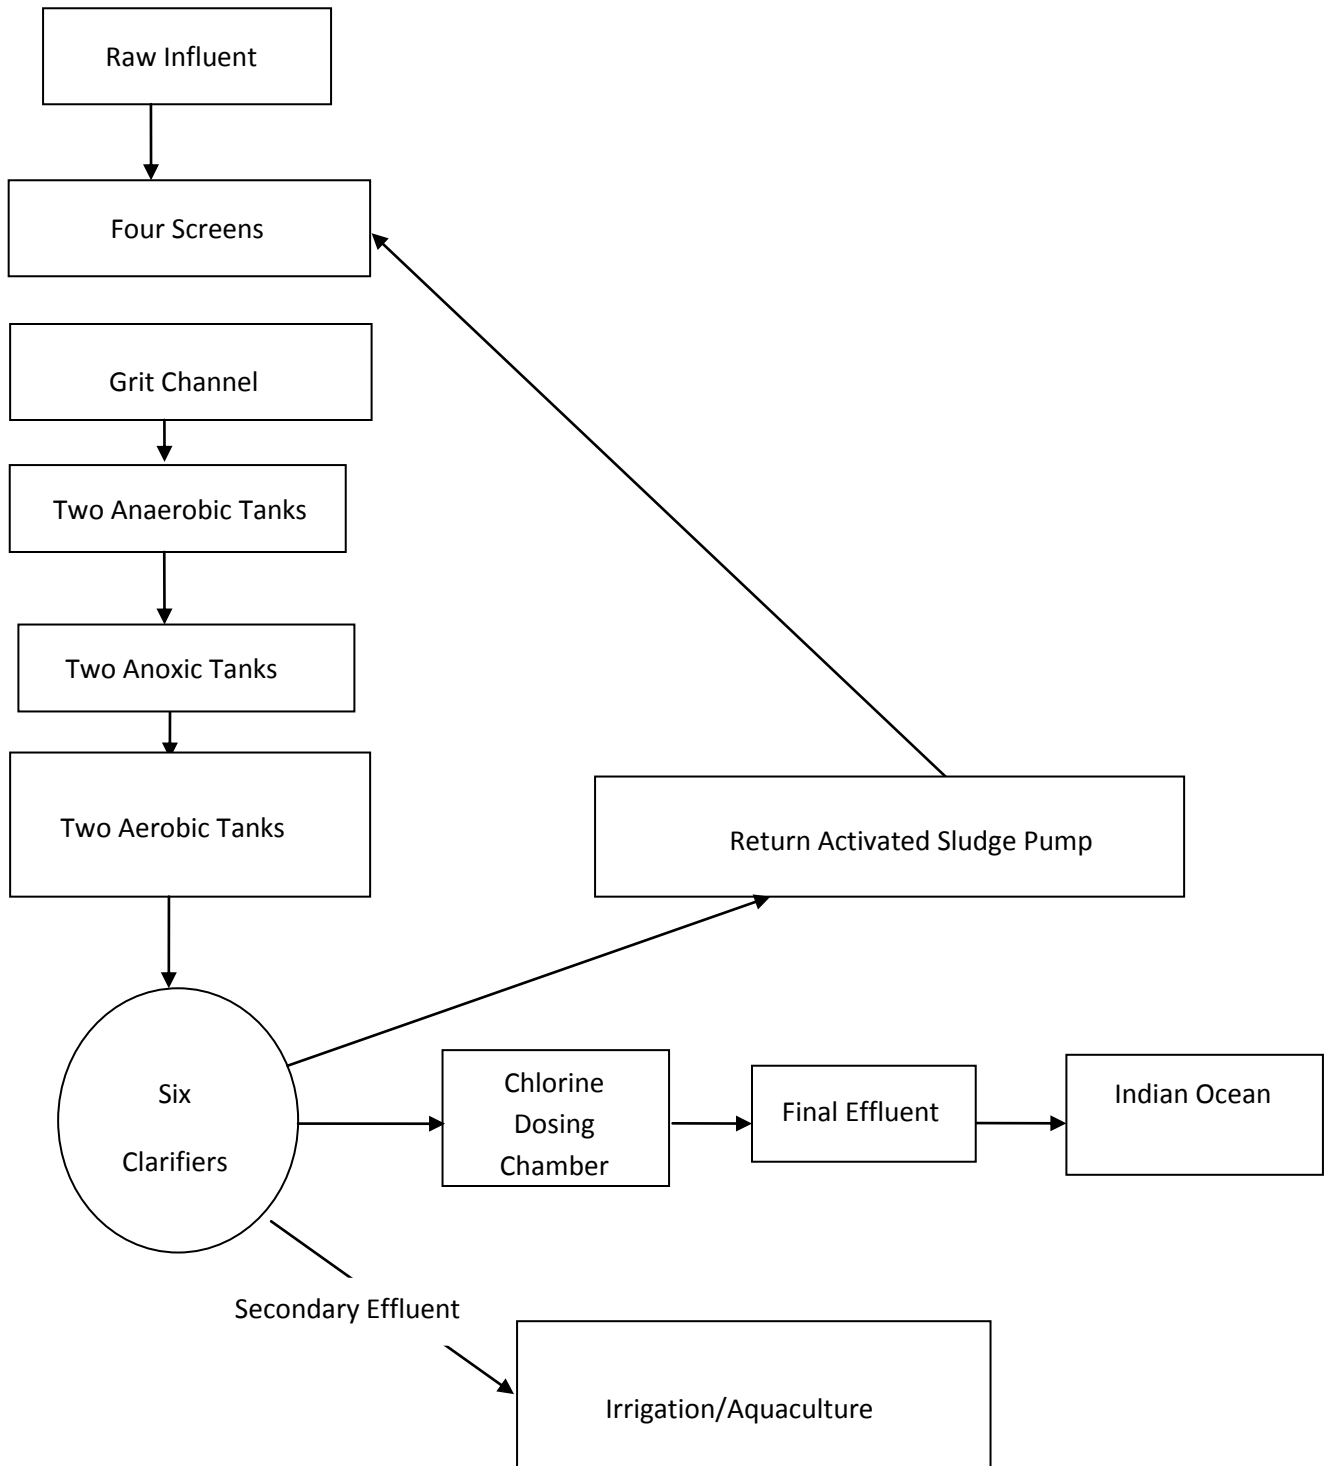 Raw Influent
Four Screens
Grit Channel
Two Anaerobic Tanks
Two Anoxic Tanks
Two Aerobic Tanks
Return Activated Sludge Pump
Six
Clarifiers
Chlorine
Dosing
Chamber
Final Effluent
Indian Ocean
Secondary Effluent
Irrigation/Aquaculture